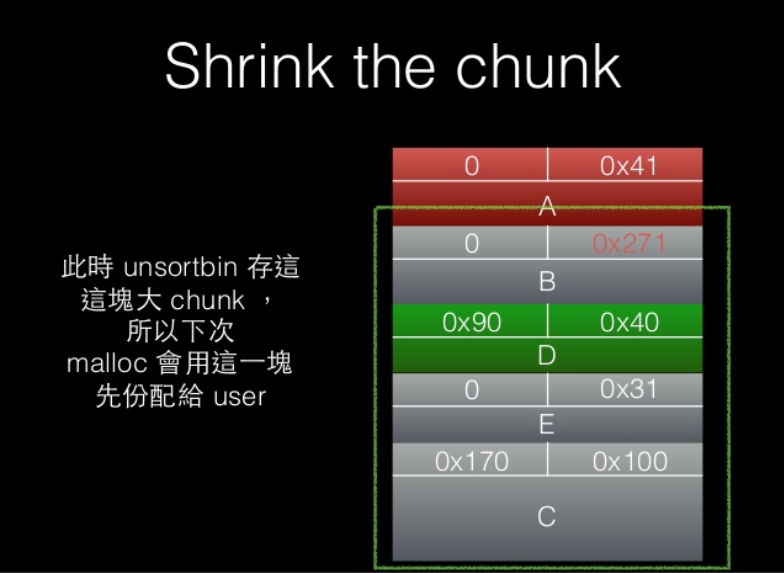 Shrink the chunk
此時 unsortbin 存這
這塊大 chunk ，
所以下次
malloc 會用這一塊
先份配給 user
0 0x41
A
0 0x271
B
0x90 0x40
D
0 0x31
E
0x170 0x100
C